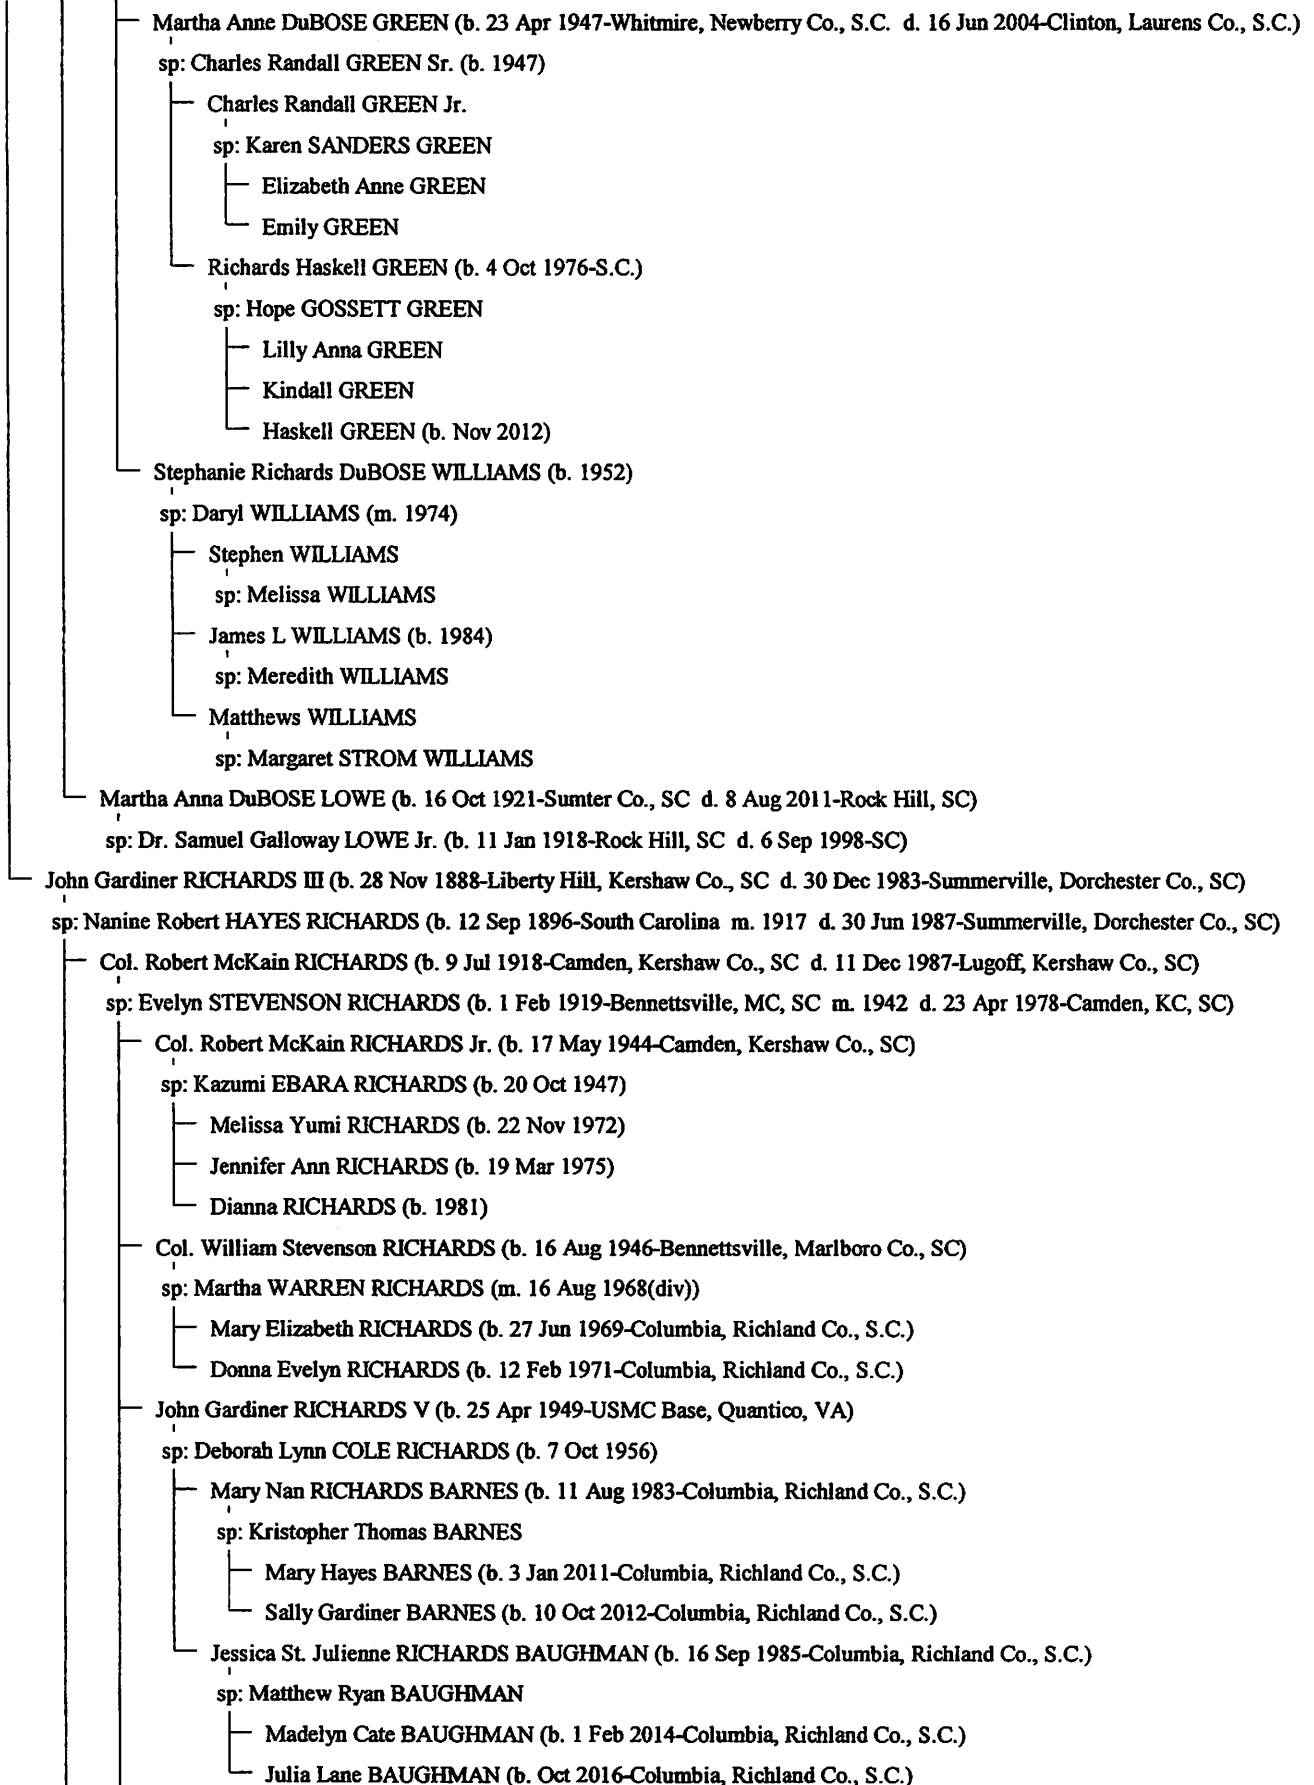 Martha Anne DuBOSE GREEN (b. 23 Apr 1947-Whitmire, Newberry Co., S.C. d. 16 Jun 2004-Clinton, Laurens Co., S.C.)
sp: Charles Randall GREEN Sr. (b. 1947)
Charles Randall GREEN Jr.
sp: Karen SANDERS GREEN
Elizabeth Anne GREEN
Emily GREEN
Richards Haskell GREEN (b. 4 Oct 1976-S.C.)
sp: Hope GOSSETT GREEN
Lilly Anna GREEN
Kindall GREEN
Haskell GREEN (b. Nov 2012)
Stephanie Richards DuBOSE WILLIAMS (b. 1952)
sp: Daryl WILLIAMS (m. 1974)
Stephen WILLIAMS
sp: Melissa WILLIAMS
James L WILLIAMS (b. 1984)
sp: Meredith WILLIAMS
Matthews WILLIAMS
sp: Margaret STROM WILLIAMS
Martha Anna DuBOSE LOWE (b. 16 Oct 1921-Sumter Co., SC d. 8 Aug 2011-Rock Hill, SC)
sp: Dr. Samuel Galloway LOWE Jr. (b. 11 Jan 1918-Rock Hill, SC d. 6 Sep 1998-SC)
John Gardiner RICHARDS III (b. 28 Nov 1888-Liberty Hill, Kershaw Co., SC d. 30 Dec 1983-Summerville, Dorchester Co., SC)
sp: Nanine Robert HAYES RICHARDS (b. 12 Sep 1896-South Carolina m. 1917 d. 30 Jun 1987-Summerville, Dorchester Co., SC)
Col. Robert McKain RICHARDS (b. 9 Jul 1918-Camden, Kershaw Co., SC d. 11 Dec 1987-Lugoff, Kershaw Co., SC)
sp: Evelyn STEVENSON RICHARDS (b. 1 Feb 1919-Bennettsville, MC, SC m. 1942 d. 23 Apr 1978-Camden, KC, SC)
Col. Robert McKain RICHARDS Jr. (b. 17 May 1944-Camden, Kershaw Co., SC)
sp: Kazumi EBARA RICHARDS (b. 20 Oct 1947)
Melissa Yumi RICHARDS (b. 22 Nov 1972)
Jennifer Ann RICHARDS (b. 19 Mar 1975)
Dianna RICHARDS (b. 1981)
Col. William Stevenson RICHARDS (b. 16 Aug 1946-Bennettsville, Marlboro Co., SC)
sp: Martha WARREN RICHARDS (m. 16 Aug 1968(div))
Mary Elizabeth RICHARDS (b. 27 Jun 1969-Columbia, Richland Co., S.C.)
Donna Evelyn RICHARDS (b. 12 Feb 1971-Columbia, Richland Co., S.C.)
John Gardiner RICHARDS V (b. 25 Apr 1949-USMC Base, Quantico, VA)
sp: Deborah Lynn COLE RICHARDS (b. 7 Oct 1956)
Mary Nan RICHARDS BARNES (b. 11 Aug 1983-Columbia, Richland Co., S.C.)
sp: Kristopher Thomas BARNES
Mary Hayes BARNES (b. 3 Jan 2011-Columbia, Richland Co., S.C.)
Sally Gardiner BARNES (b. 10 Oct 2012-Columbia, Richland Co., S.C.)
Jessica St. Julienne RICHARDS BAUGHMAN (b. 16 Sep 1985-Columbia, Richland Co., S.C.)
sp: Matthew Ryan BAUGHMAN
Madelyn Cate BAUGHMAN (b. 1 Feb 2014-Columbia, Richland Co., S.C.)
Julia Lane BAUGHMAN (b. Oct 2016-Columbia, Richland Co., S.C.)